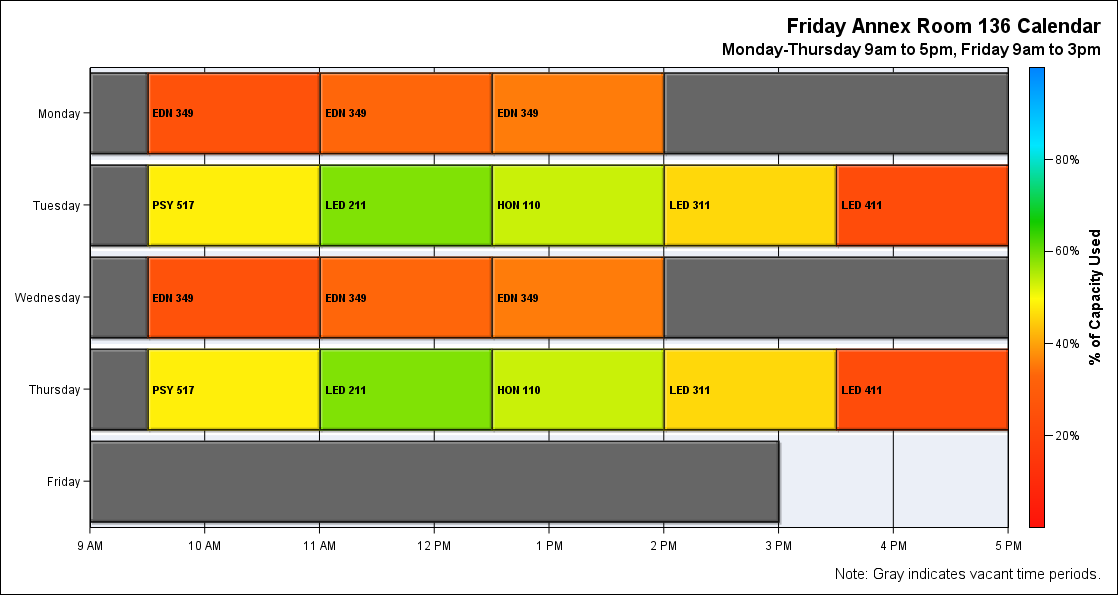 Friday Annex Room 136 Calendar
Monday-Thursday 9am to 5pm, Friday 9am to 3pm
Monday
EDN 349 EDN 349 EDN 349
Tuesday
PSY 517 LED 211 HON 110 LED 311 LED 411
Wednesday
EDN 349 EDN 349 EDN 349
Thursday
PSY 517 LED 211 HON 110 LED 311 LED 411
Friday
9 AM 10 AM 11 AM 12 PM 1 PM 2 PM 3 PM 4 PM 5 PM
80%
60%
40%
20%
% of Capacity Used
Note: Gray indicates vacant time periods.